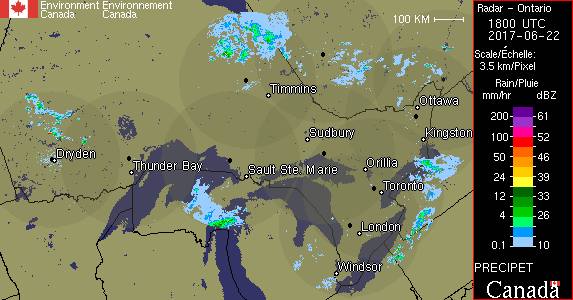 Environment Environnement
Canada Canada
100 KM
Timmins
Ottawa
Sudbury
Kingston
Dryden
Thunder Bay
Sault Ste. Marie
Orillia
Toronto
London
Windsor
Radar - Ontario
1800 UTC
2017-06-22
Scale/Échelle:
3.5 km/Pixel
Rain/Pluie
mm/hr dBZ
200 61
100 52
50 46
24 39
12 33
4 26
0.1 10
PRECIPET
Canada